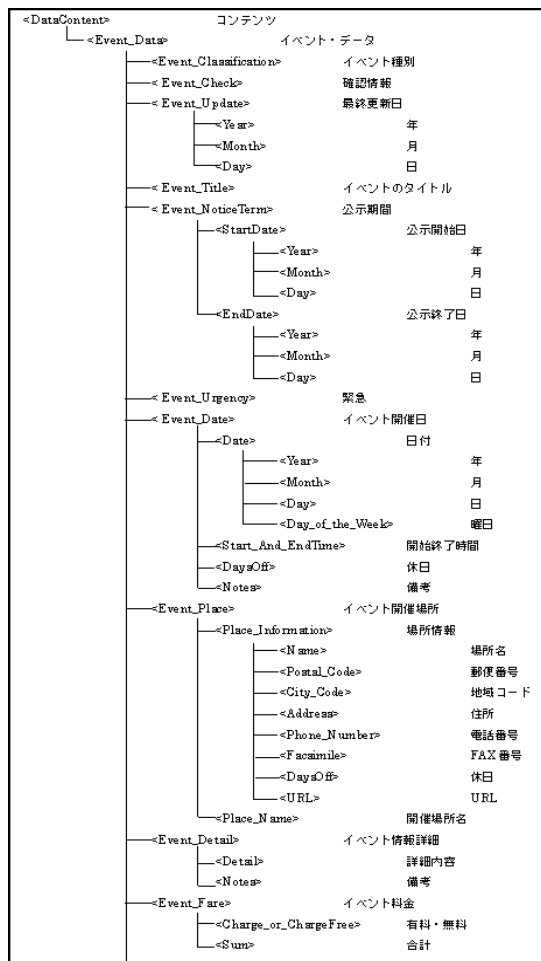 <DataContent> コンテンツ
<Event_Data> イベント・データ
<Event_Classification> イベント種別
< Event_Check> 確認情報
< Event_Update> 最終更新日
<Year> 年
<Month> 月
<Day> 日
< Event_Title> イベントのタイトル
< Event_NoticeTerm> 公示期間
<StartDate> 公示開始日
<Year> 年
<Month> 月
<Day> 日
<EndDate> 公示終了日
<Year> 年
<Month> 月
<Day> 日
< Event_Urgency> 緊急
< Event_Date> イベント開催日
<Date> 日付
<Year> 年
<Month> 月
<Day> 日
<Day_of_the_Week> 曜日
<Start_And_EndTime> 開始終了時間
<DaysOff> 休日
<Notes> 備考
<Event_Place> イベント開催場所
<Place_Information> 場所情報
<Name> 場所名
<Postal_Code> 郵便番号
<City_Code> 地域コード
<Address> 住所
<Phone_Number> 電話番号
<Facsimile> FAX番号
<DaysOff> 休日
<URL> URL
<Place_Name> 開催場所名
<Event_Detail> イベント情報詳細
<Detail> 詳細内容
<Notes> 備考
<Event_Fare> イベント料金
<Charge_or_ChargeFree> 有料・無料
<Sum> 合計